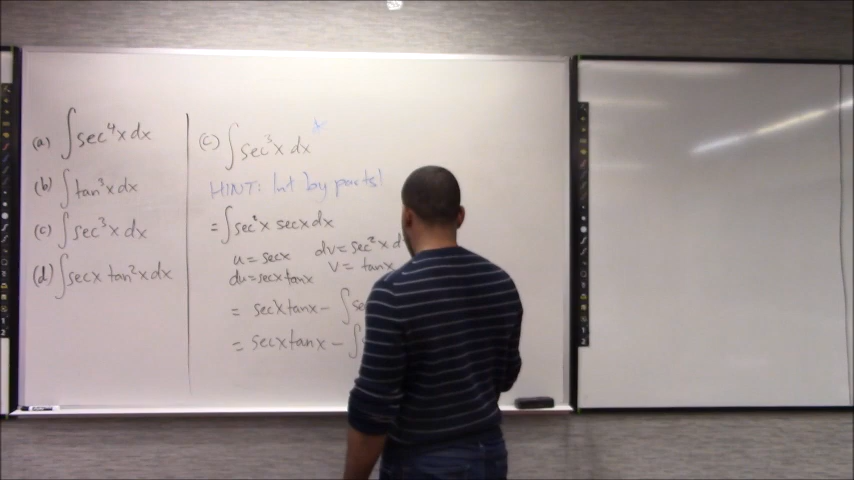 (a) ∫sec⁴x dx
(b) ∫tan³x dx
(c) ∫sec³x dx
(d) ∫secx tan²x dx
(c) ∫sec³x dx
HINT: Int by parts!
= ∫sec²x secx dx
u = secx dv = sec²x d
du = secx tanx v = tanx
= secx tanx - ∫se
= secx tanx - ∫